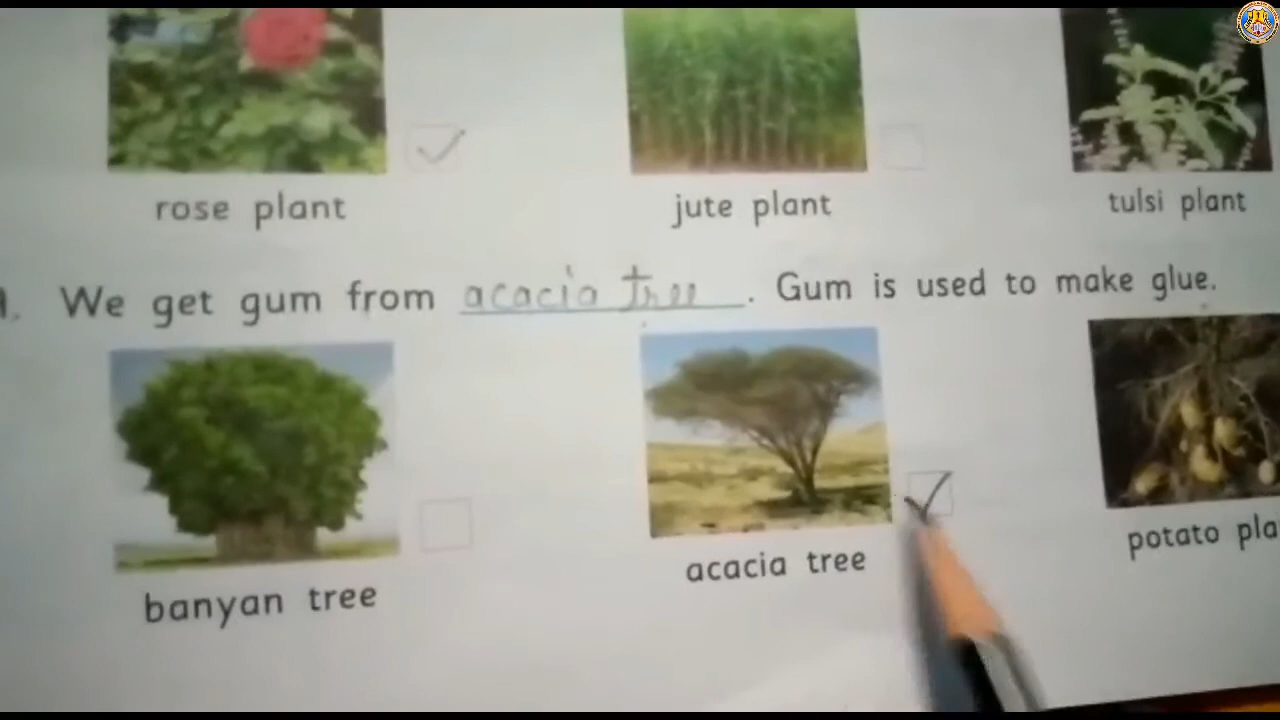 rose plant jute plant tulsi plant
We get gum from acacia tree. Gum is used to make glue.
banyan tree acacia tree potato